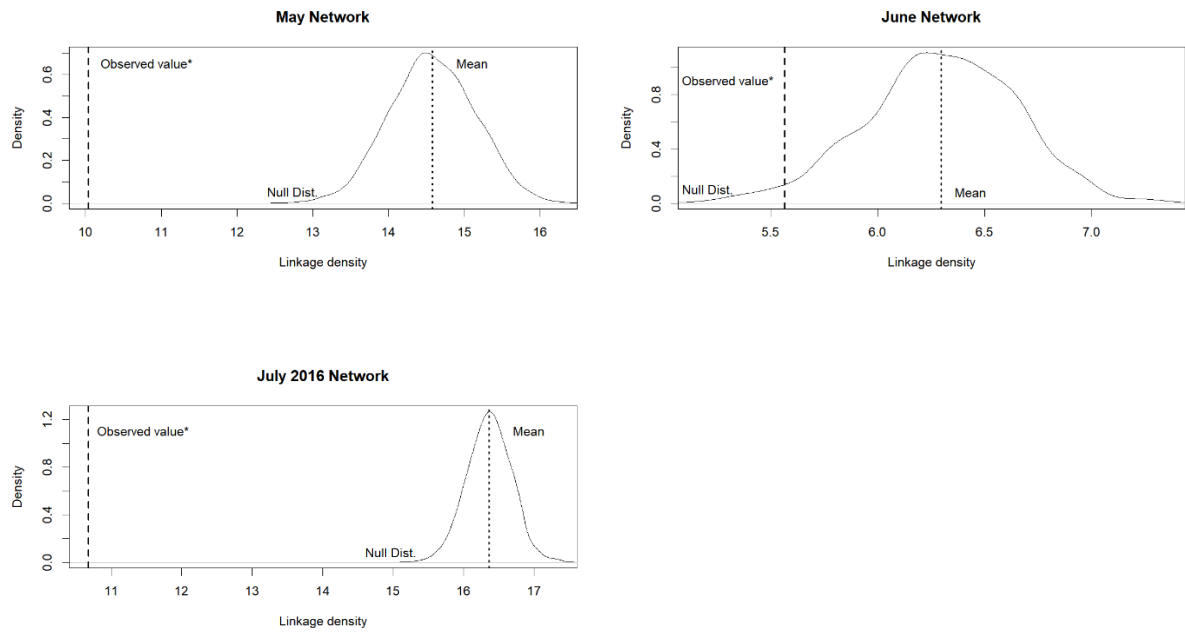 May Network
Observed value*
Mean
Null Dist.
Density
0.0
0.2
0.4
0.6
10
11
12
13
14
15
16
Linkage density
June Network
Observed value*
Mean
Null Dist.
Density
0.0
0.4
0.8
5.5
6.0
6.5
7.0
Linkage density
July 2016 Network
Observed value*
Mean
Null Dist.
Density
0.0
0.4
0.8
1.2
11
12
13
14
15
16
17
Linkage density